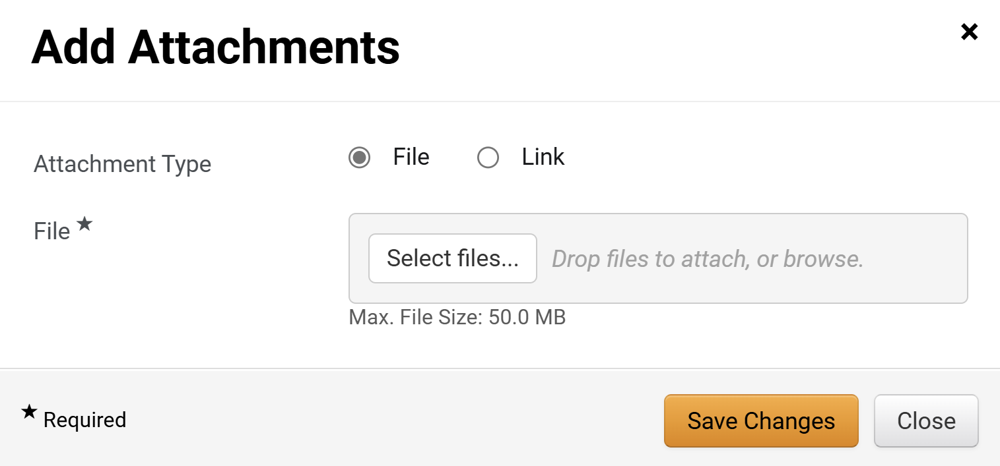 Add Attachments
Attachment Type
File
Link
File ★
Select files...
Drop files to attach, or browse.
Max. File Size: 50.0 MB
★ Required
Save Changes
Close